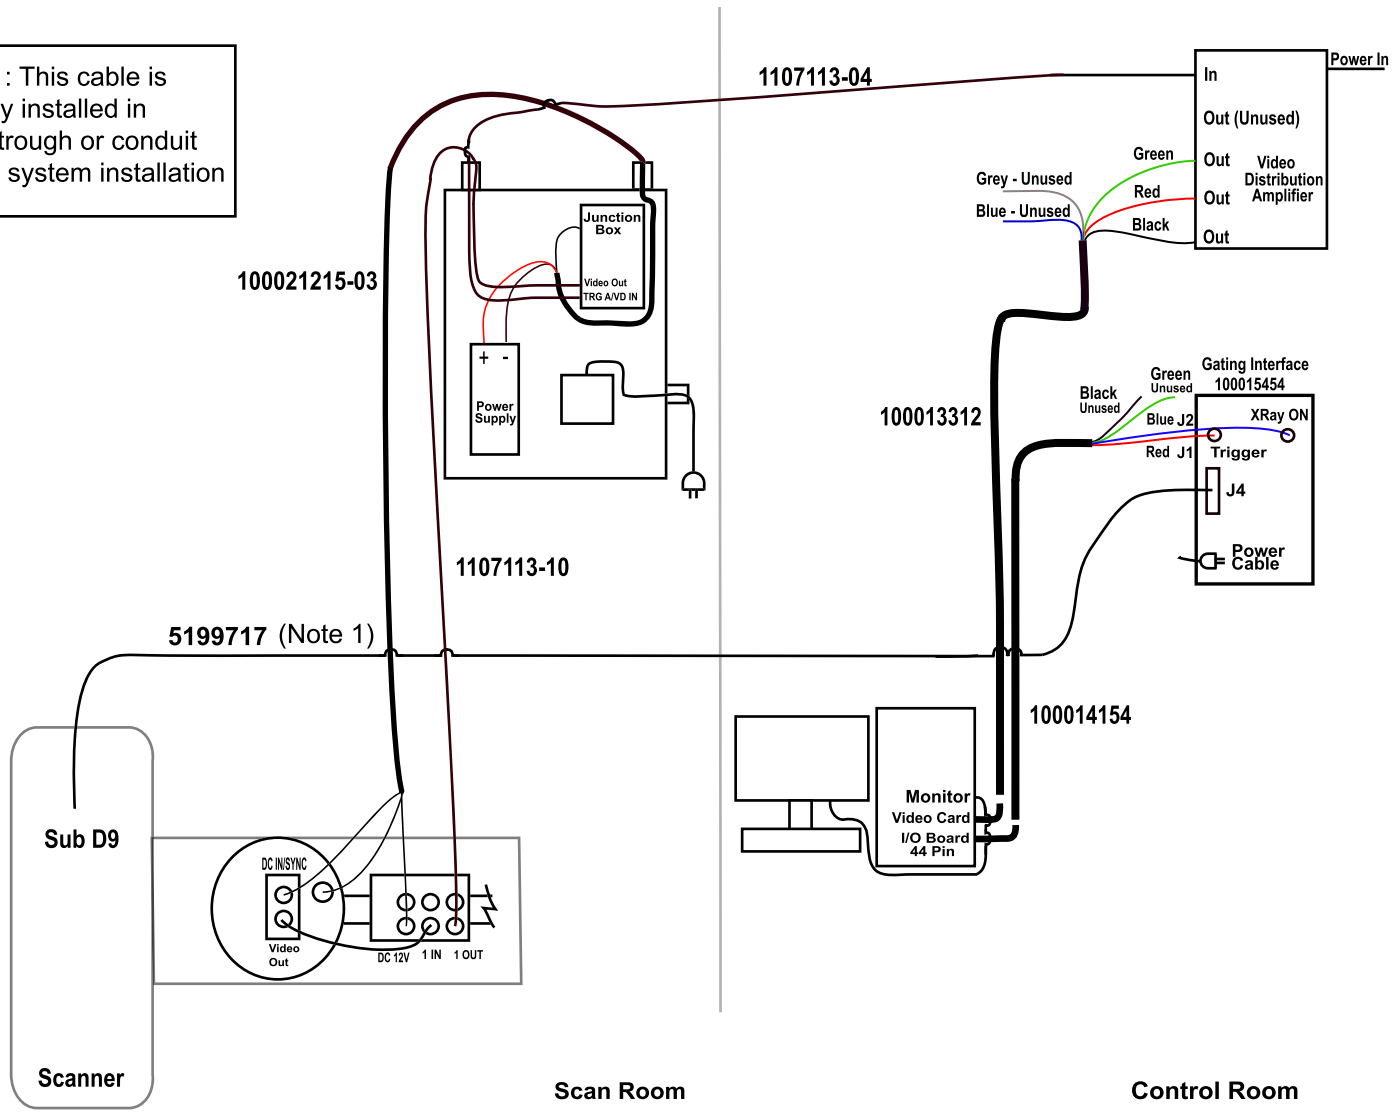 : This cable is
y installed in
trough or conduit
system installation
1107113-04
Power In
In
Out (Unused)
Out
Out
Out
Video
Distribution
Amplifier
Green
Red
Black
Grey - Unused
Blue - Unused
Junction
Box
Video Out
TRG A/VD IN
100021215-03
+ -
Power
Supply
Gating Interface
100015454
Green
Unused
Black
Unused
XRay ON
Blue J2
Red J1
Trigger
J4
Power
Cable
100013312
1107113-10
5199717 (Note 1)
100014154
Monitor
Video Card
I/O Board
44 Pin
Sub D9
DC IN/SYNC
Video
Out
DC 12V 1 IN 1 OUT
Scanner
Scan Room
Control Room